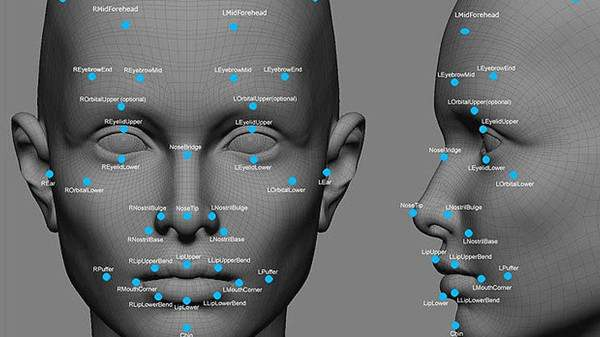 RMidForehead
LMidForehead
LMidForehead
REyebrowEnd
REyebrowMid
LEyebrowMid
LEyebrowEnd
LEyebrowMid
LEyebrowEnd
ROrbitalUpper(optional)
LOrbitalUpper(optional)
LOrbitalUpper(optional)
REyelidUpper
LEyelidUpper
LEyelidUpper
NoseBridge
NoseBridge
REyelidLower
LEyelidLower
LEyelidLower
REar
ROrbitalLower
LOrbitalLower
LEar
LOrbitalLower
RNostrilBulge
NoseTip
LNostrilBulge
NoseTip
LNostrilBulge
RNostrilBase
LNostrilBase
LNostrilBase
RLipUpperBend
LipUpper
LLipUpperBend
LipUpper
LLipUpperBend
RPuffer
LPuffer
RPuffer
RMouthCorner
LMouthCorner
LMouthCorner
RLipLowerBend
LipLower
LLipLowerBend
LipLower
LLipLowerBend
Chin
Chin